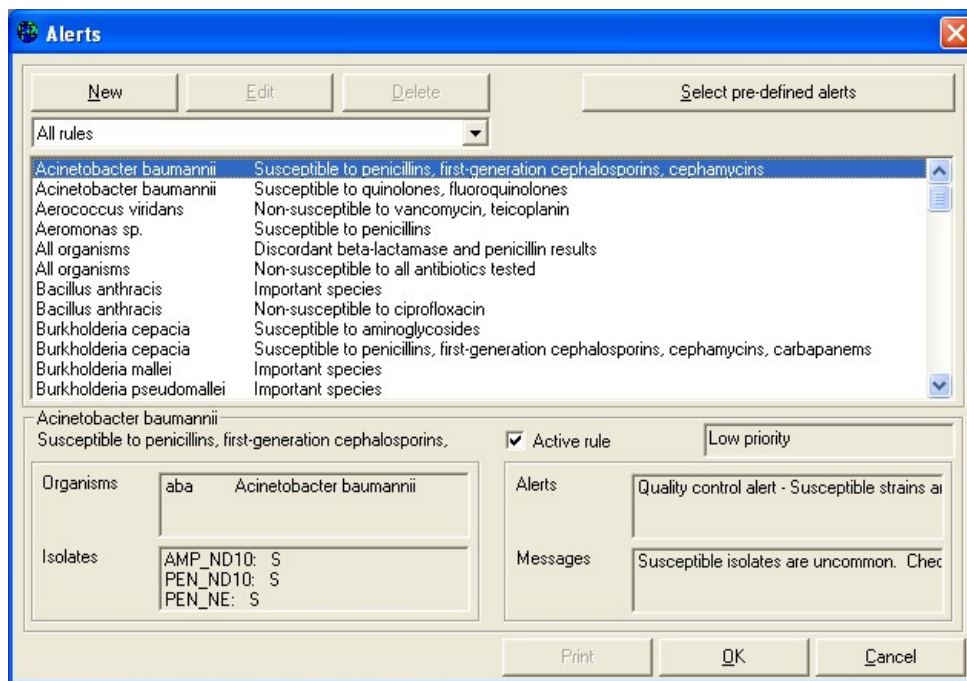 Alerts
New Edit Delete Select pre-defined alerts
All rules
Acinetobacter baumannii Susceptible to penicillins, first-generation cephalosporins, cephamycins
Acinetobacter baumannii Susceptible to quinolones, fluoroquinolones
Aerococcus viridans Non-susceptible to vancomycin, teicoplanin
Aeromonas sp. Susceptible to penicillins
All organisms Discordant beta-lactamase and penicillin results
All organisms Non-susceptible to all antibiotics tested
Bacillus anthracis Important species
Bacillus anthracis Non-susceptible to ciprofloxacin
Burkholderia cepacia Susceptible to aminoglycosides
Burkholderia cepacia Susceptible to penicillins, first-generation cephalosporins, cephamycins, carbapanems
Burkholderia mallei Important species
Burkholderia pseudomallei Important species
Acinetobacter baumannii
Susceptible to penicillins, first-generation cephalosporins, Active rule Low priority
Organisms aba Acinetobacter baumannii Alerts Quality control alert - Susceptible strains ar
Isolates AMP_ND10: S Messages Susceptible isolates are uncommon. Chec
PEN_ND10: S
PEN_NE: S
Print OK Cancel